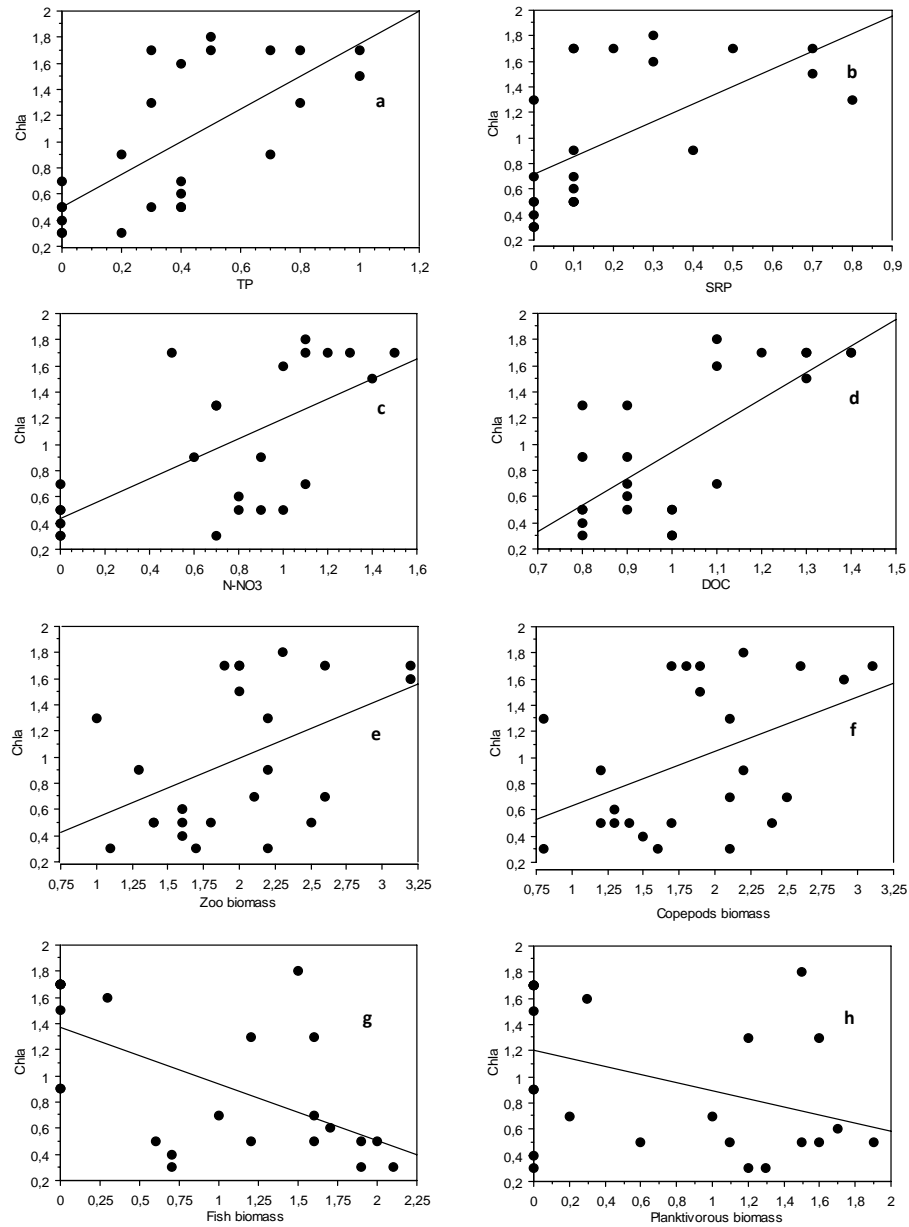 2
1,8
1,6
1,4
1,2
1
0,8
0,6
0,4
0,2
Chla
a
0 0,2 0,4 0,6 0,8 1 1,2
TP
2
1,8
1,6
1,4
1,2
1
0,8
0,6
0,4
0,2
Chla
b
0 0,1 0,2 0,3 0,4 0,5 0,6 0,7 0,8 0,9
SRP
2
1,8
1,6
1,4
1,2
1
0,8
0,6
0,4
0,2
Chla
c
0 0,2 0,4 0,6 0,8 1 1,2 1,4 1,6
N-NO3
2
1,8
1,6
1,4
1,2
1
0,8
0,6
0,4
0,2
Chla
d
0,7 0,8 0,9 1 1,1 1,2 1,3 1,4 1,5
DOC
2
1,8
1,6
1,4
1,2
1
0,8
0,6
0,4
0,2
Chla
e
0,75 1 1,25 1,5 1,75 2 2,25 2,5 2,75 3 3,25
Zoo biomass
2
1,8
1,6
1,4
1,2
1
0,8
0,6
0,4
0,2
Chla
f
0,75 1 1,25 1,5 1,75 2 2,25 2,5 2,75 3 3,25
Copepods biomass
2
1,8
1,6
1,4
1,2
1
0,8
0,6
0,4
0,2
Chla
g
0 0,25 0,5 0,75 1 1,25 1,5 1,75 2 2,25
Fish biomass
2
1,8
1,6
1,4
1,2
1
0,8
0,6
0,4
0,2
Chla
h
0 0,2 0,4 0,6 0,8 1 1,2 1,4 1,6 1,8 2
Planktivorous biomass